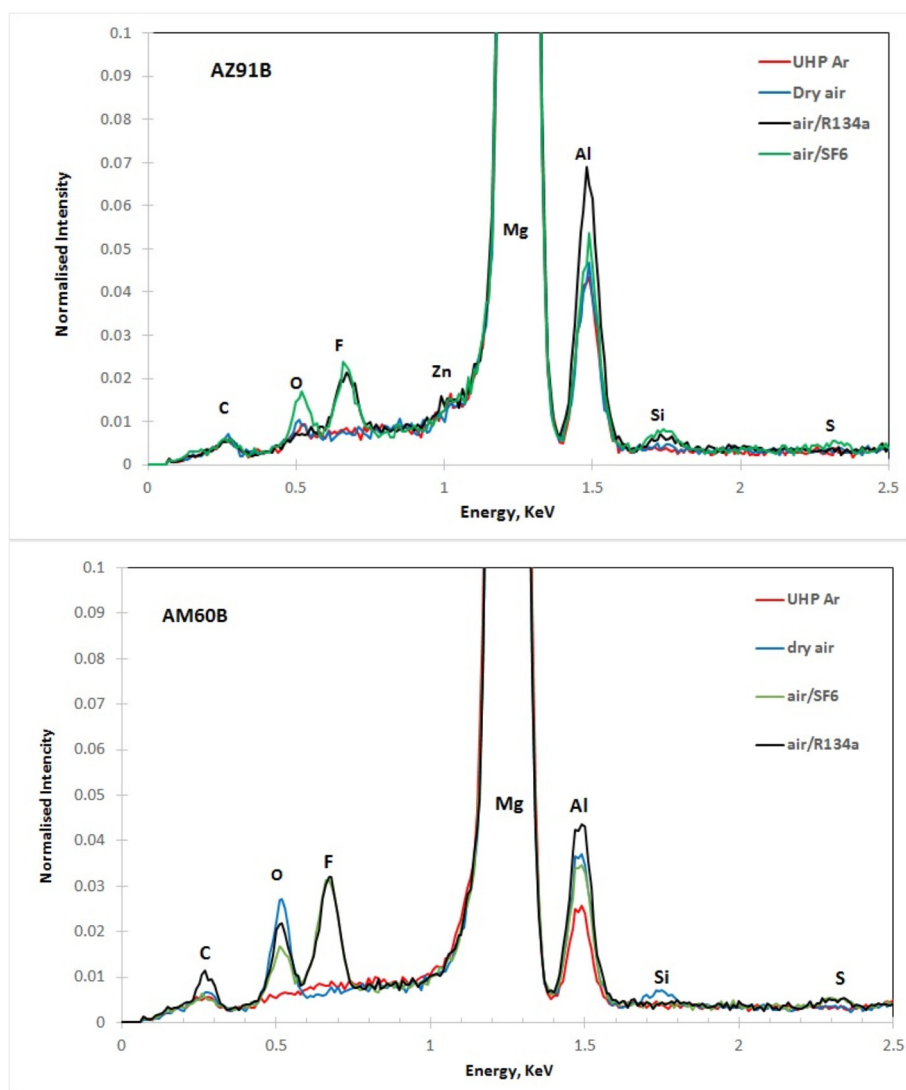 0.1
AZ91B
UHP Ar
Dry air
air/R134a
air/SF6
0.09
0.08
0.07
0.06
0.05
0.04
0.03
0.02
0.01
0
Normalised Intensity
C
O
F
Zn
Mg
Al
Si
S
0
0.5
1
1.5
2
2.5
Energy, KeV
0.1
AM60B
UHP Ar
dry air
air/SF6
air/R134a
0.09
0.08
0.07
0.06
0.05
0.04
0.03
0.02
0.01
0
Normalised Intencity
C
O
F
Mg
Al
Si
S
0
0.5
1
1.5
2
2.5
Energy, KeV